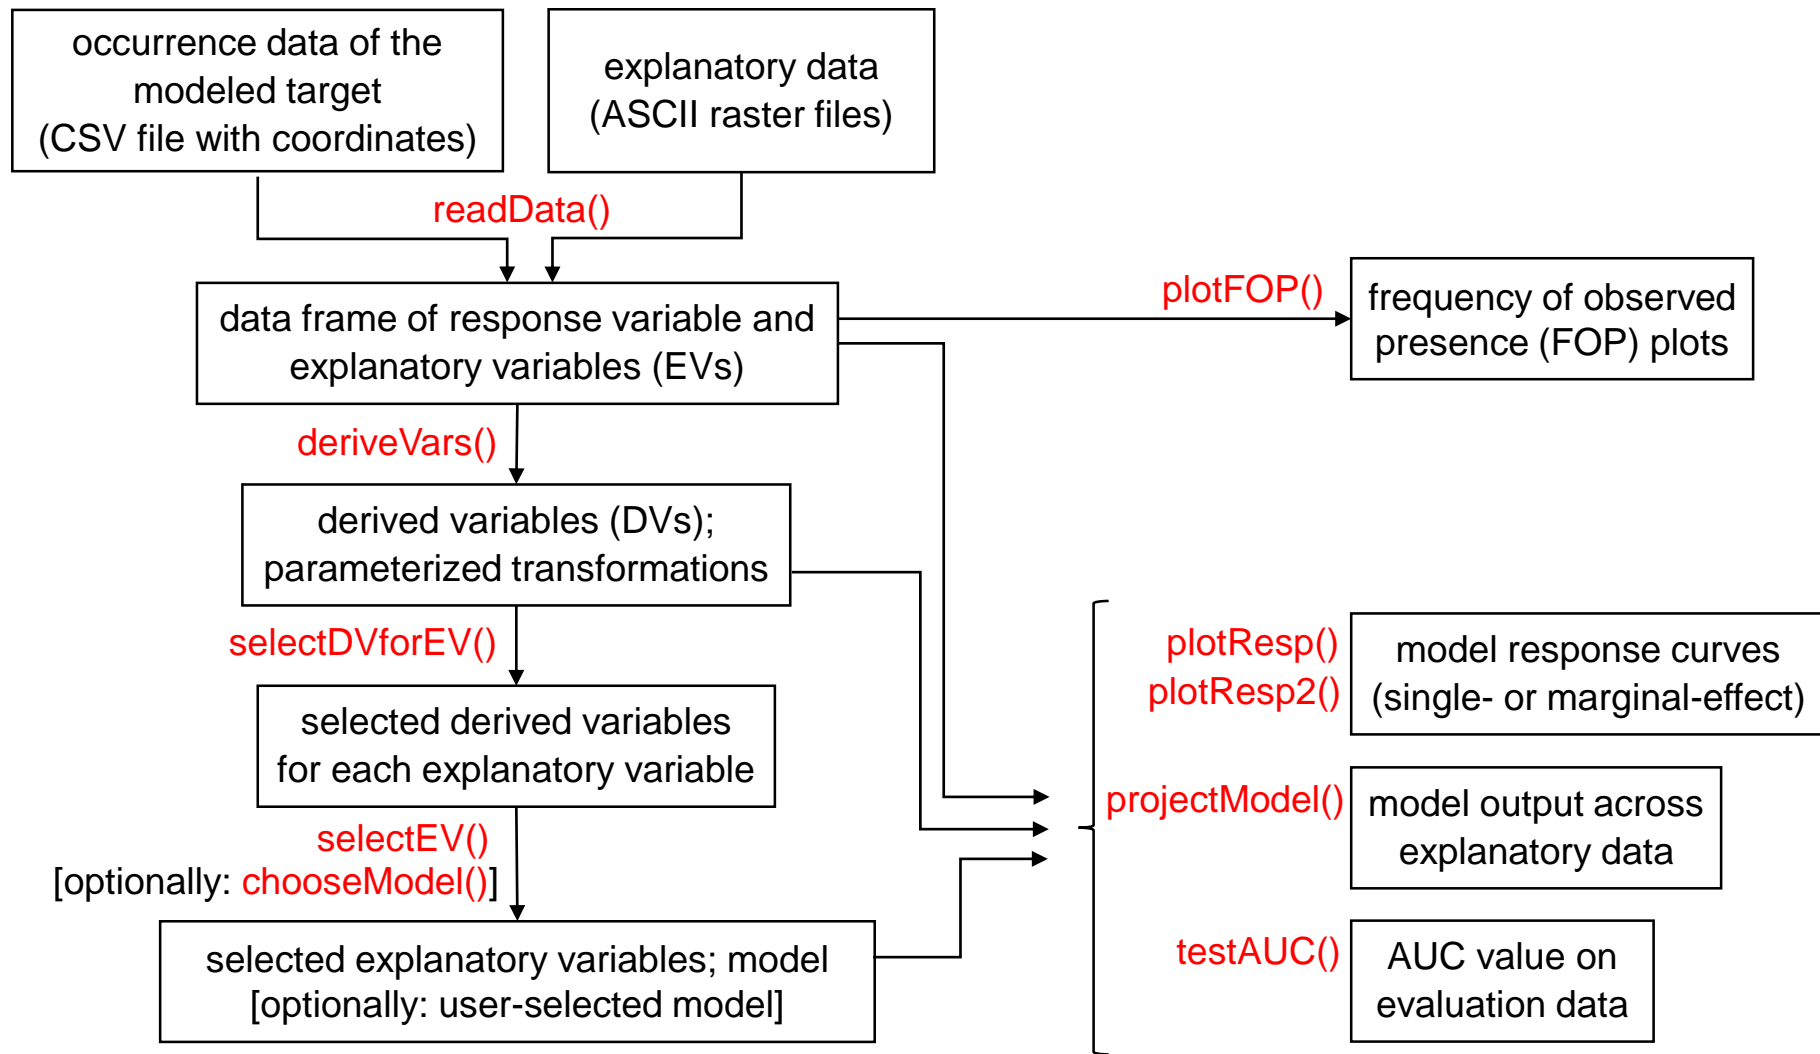 occurrence data of the
modeled target
(CSV file with coordinates)
explanatory data
(ASCII raster files)
readData()
data frame of response variable and
explanatory variables (EVs)
plotFOP()
frequency of observed
presence (FOP) plots
deriveVars()
derived variables (DVs);
parameterized transformations
selectDVforEV()
selected derived variables
for each explanatory variable
selectEV()
[optionally: chooseModel()]
selected explanatory variables; model
[optionally: user-selected model]
plotResp()
plotResp2()
model response curves
(single- or marginal-effect)
projectModel()
model output across
explanatory data
testAUC()
AUC value on
evaluation data